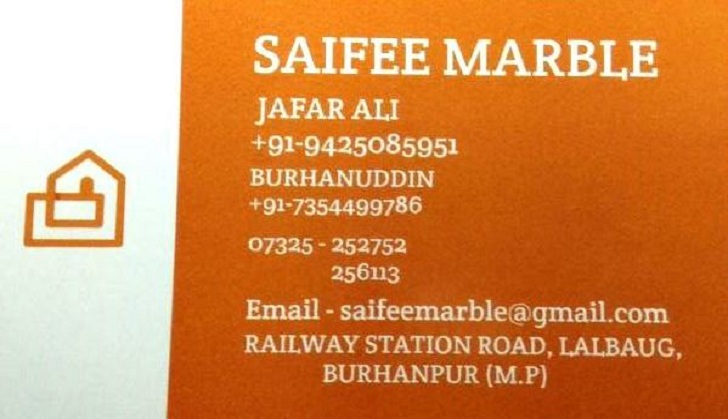 SAIFEE MARBLE
JAFAR ALI
+91-9425085951
BURHANUDDIN
+91-7354499786
07325 - 252752
256113
Email - saifeemarble@gmail.com
RAILWAY STATION ROAD, LALBAUG,
BURHANPUR (M.P)